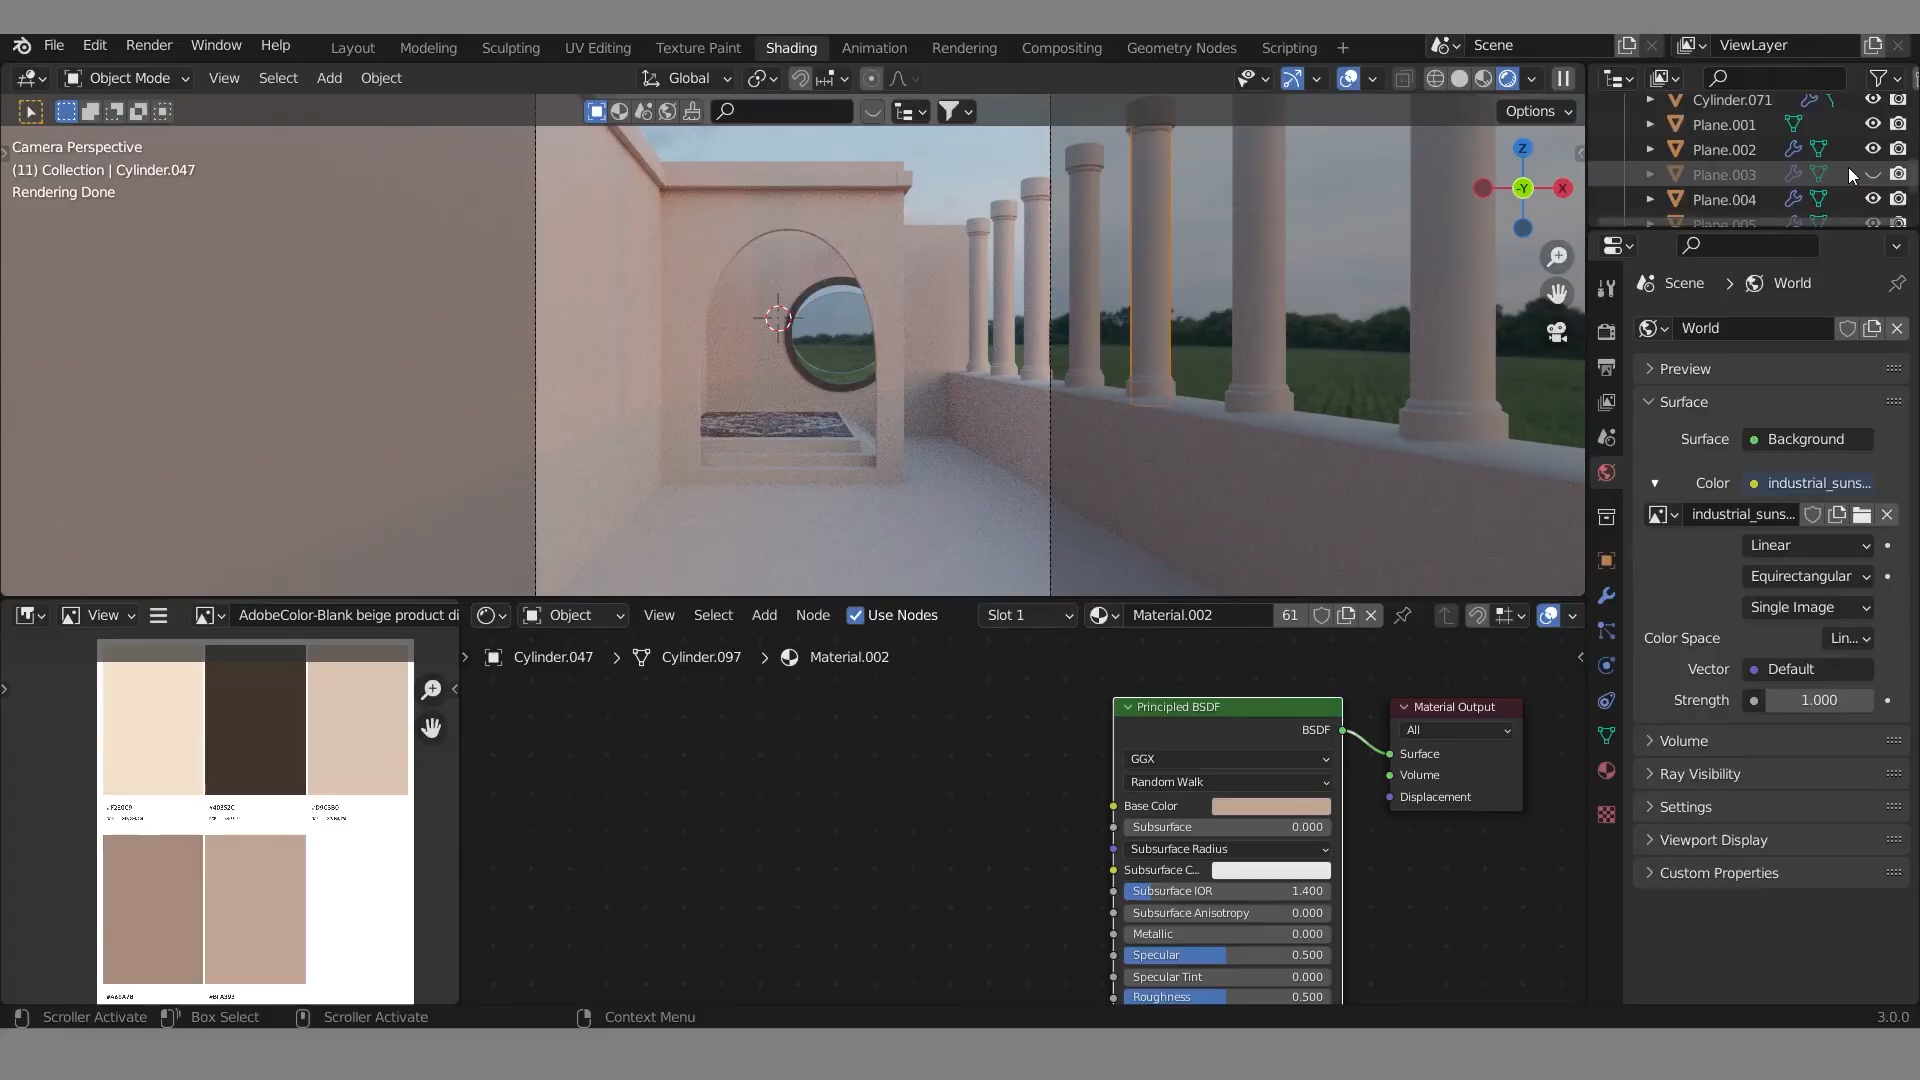 File Edit Render Window Help
Layout Modeling Sculpting UV Editing Texture Paint Shading Animation Rendering Compositing Geometry Nodes Scripting +
Scene
ViewLayer
Object Mode View Select Add Object
Global
Options
Camera Perspective
(11) Collection | Cylinder.047
Rendering Done
Z
-Y
X
Cylinder.071
Plane.001
Plane.002
Plane.003
Plane.004
Plane.005
Scene > World
World
Preview
Surface
Surface Background
Color industrial_suns...
industrial_suns...
Linear
Equirectangular
Single Image
Color Space Lin...
Vector Default
Strength 1.000
Volume
Ray Visibility
Settings
Viewport Display
Custom Properties
View
AdobeColor-Blank beige product di
Object View Select Add Node Use Nodes Slot 1 Material.002 61
Cylinder.047 > Cylinder.097 > Material.002
Principled BSDF
BSDF
GGX
Random Walk
Base Color
Subsurface 0.000
Subsurface Radius
Subsurface C...
Subsurface IOR 1.400
Subsurface Anisotropy 0.000
Metallic 0.000
Specular 0.500
Specular Tint 0.000
Roughness 0.500
Material Output
All
Surface
Volume
Displacement
Scroller Activate Box Select Scroller Activate Context Menu 3.0.0